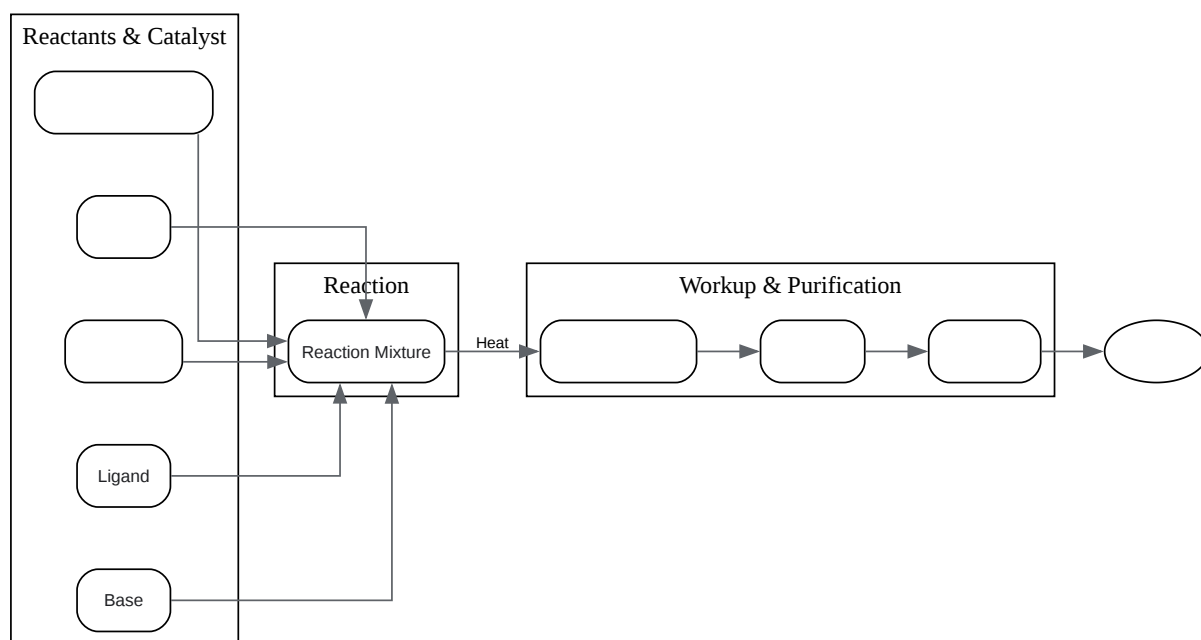 Reactants & Catalyst
Reaction
Reaction Mixture
Heat
Workup & Purification
Ligand
Base